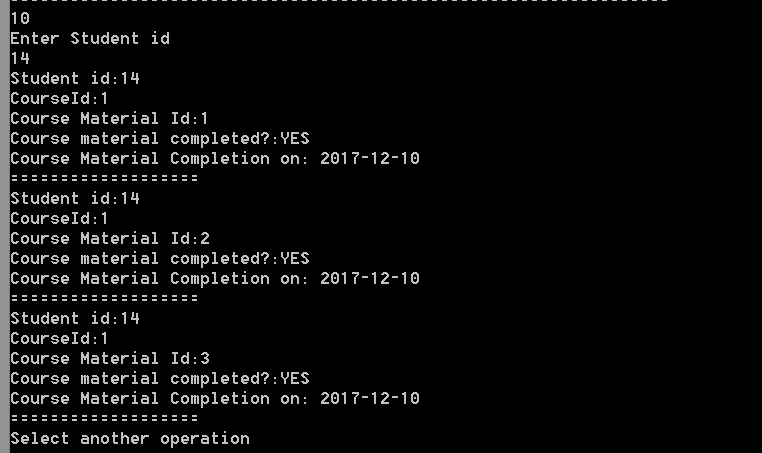 10
Enter Student id
14
Student id:14
CourseId:1
Course Material Id:1
Course material completed?:YES
Course Material Completion on: 2017-12-10
===================
Student id:14
CourseId:1
Course Material Id:2
Course material completed?:YES
Course Material Completion on: 2017-12-10
===================
Student id:14
CourseId:1
Course Material Id:3
Course material completed?:YES
Course Material Completion on: 2017-12-10
===================
Select another operation